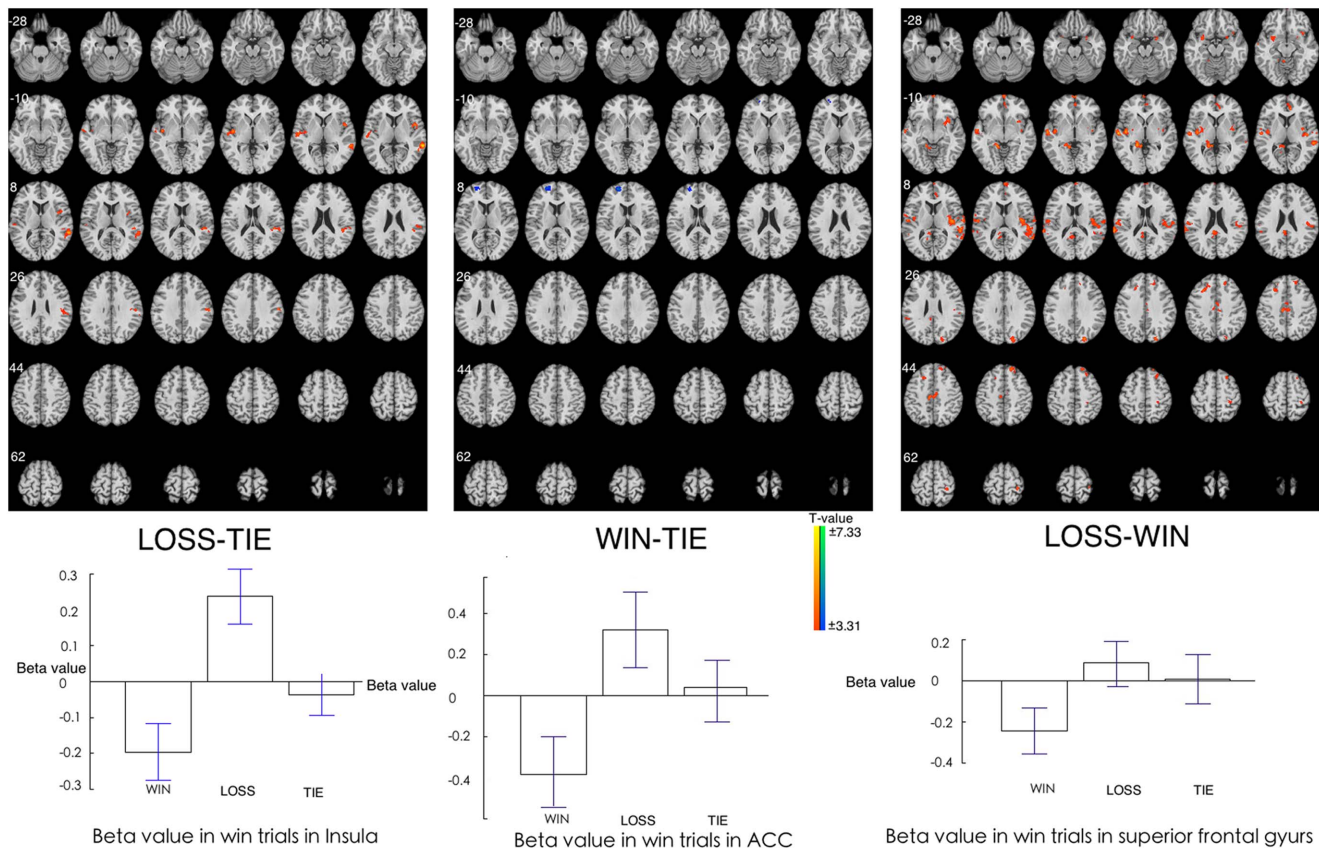 -28
-10
8
26
44
62
-28
-10
8
26
44
62
-28
-10
8
26
44
62
LOSS-TIE
WIN-TIE
LOSS-WIN
T-value
±7.33
±3.31
0.3
0.2
0.1
Beta value
0
-0.1
-0.2
-0.3
WIN
LOSS
TIE
Beta value in win trials in Insula
0.4
0.2
Beta value
0
-0.2
-0.4
WIN
LOSS
TIE
Beta value in win trials in ACC
0.2
Beta value
0
-0.2
-0.4
WIN
LOSS
TIE
Beta value in win trials in superior frontal gyurs